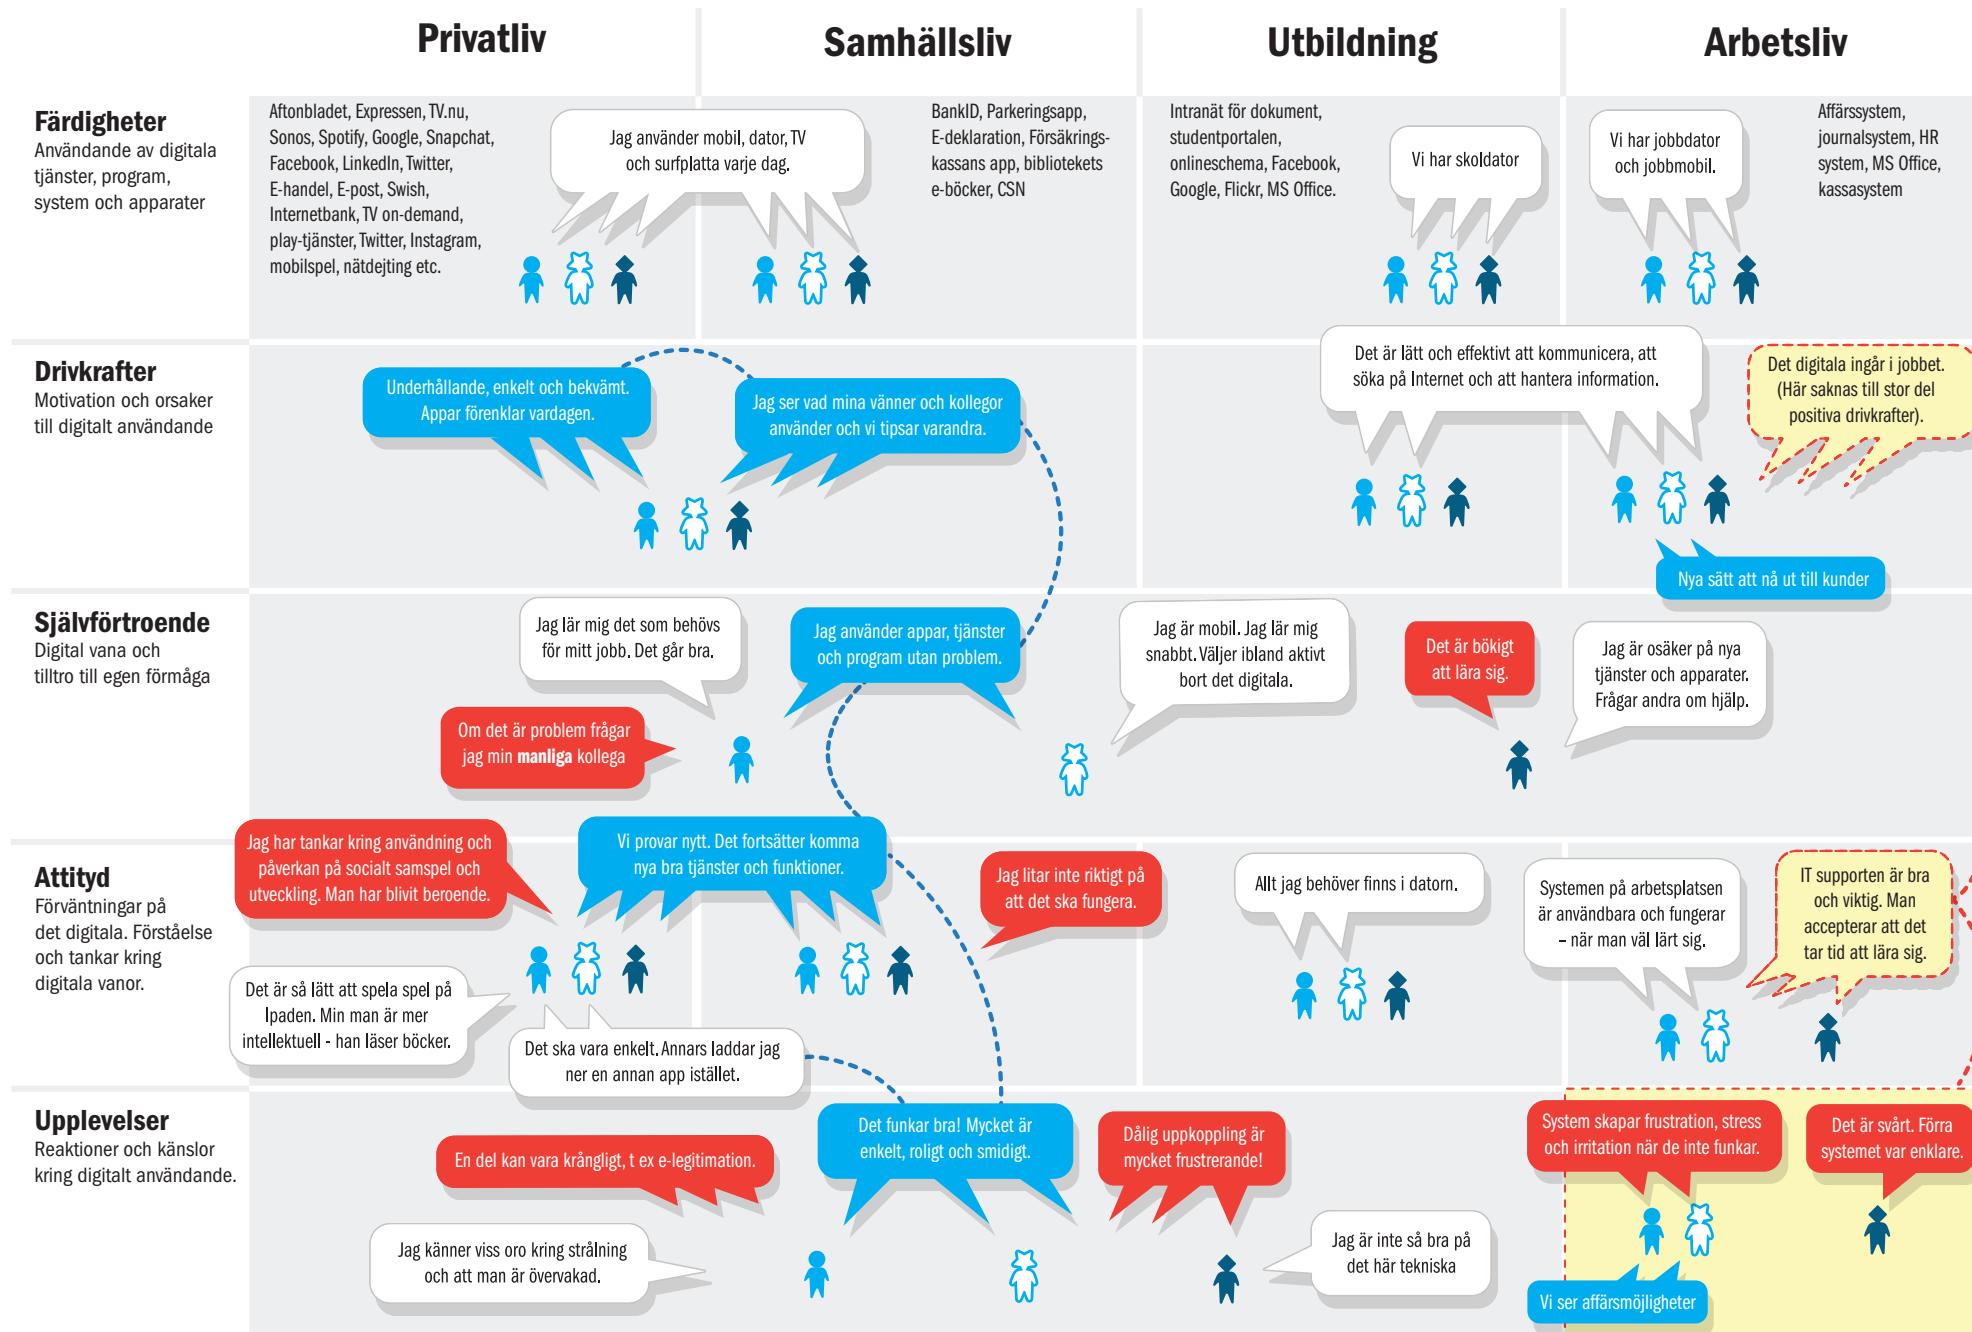 Privatliv
Samhällsliv
Utbildning
Arbetsliv
Färdigheter
Användande av digitala
tjänster, program,
system och apparater
Aftonbladet, Expressen, TV.nu,
Sonos, Spotify, Google, Snapchat,
Facebook, LinkedIn, Twitter,
E-handel, E-post, Swish,
Internetbank, TV on-demand,
play-tjänster, Twitter, Instagram,
mobilspel, nätdejting etc.
Jag använder mobil, dator, TV
och surfplatta varje dag.
BankID, Parkeringsapp,
E-deklaration, Försäkrings-
kassans app, bibliotekets
e-böcker, CSN
Intranät för dokument,
studentportalen,
onlineschema, Facebook,
Google, Flickr, MS Office.
Vi har skoldator
Vi har jobbdator
och jobbmobil.
Affärssystem,
journalsystem, HR
system, MS Office,
kassasystem
Drivkrafter
Motivation och orsaker
till digitalt användande
Underhållande, enkelt och bekvämt.
Appar förenklar vardagen.
Jag ser vad mina vänner och kollegor
använder och vi tipsar varandra.
Det är lätt och effektivt att kommunicera, att
söka på Internet och att hantera information.
Det digitala ingår i jobbet.
(Här saknas till stor del
positiva drivkrafter).
Nya sätt att nå ut till kunder
Självförtroende
Digital vana och
tilltro till egen förmåga
Jag lär mig det som behövs
för mitt jobb. Det går bra.
Om det är problem frågar
jag min manliga kollega
Jag använder appar, tjänster
och program utan problem.
Jag är mobil. Jag lär mig
snabbt. Väljer ibland aktivt
bort det digitala.
Det är bökigt
att lära sig.
Jag är osäker på nya
tjänster och apparater.
Frågar andra om hjälp.
Attityd
Förväntningar på
det digitala. Förståelse
och tankar kring
digitala vanor.
Jag har tankar kring användning och
påverkan på socialt samspel och
utveckling. Man har blivit beroende.
Vi provar nytt. Det fortsätter komma
nya bra tjänster och funktioner.
Jag litar inte riktigt på
att det ska fungera.
Allt jag behöver finns i datorn.
Systemen på arbetsplatsen
är användbara och fungerar
– när man väl lärt sig.
IT supporten är bra
och viktig. Man
accepterar att det
tar tid att lära sig.
Det är så lätt att spela spel på
Ipaden. Min man är mer
intellektuell - han läser böcker.
Det ska vara enkelt. Annars laddar jag
ner en annan app istället.
Upplevelser
Reaktioner och känslor
kring digitalt användande.
En del kan vara krångligt, t ex e-legitimation.
Det funkar bra! Mycket är
enkelt, roligt och smidigt.
Dålig uppkoppling är
mycket frustrerande!
System skapar frustration, stress
och irritation när de inte funkar.
Det är svårt. Förra
systemet var enklare.
Jag känner viss oro kring strålning
och att man är övervakad.
Jag är inte så bra på
det här tekniska
Vi ser affärsmöjligheter